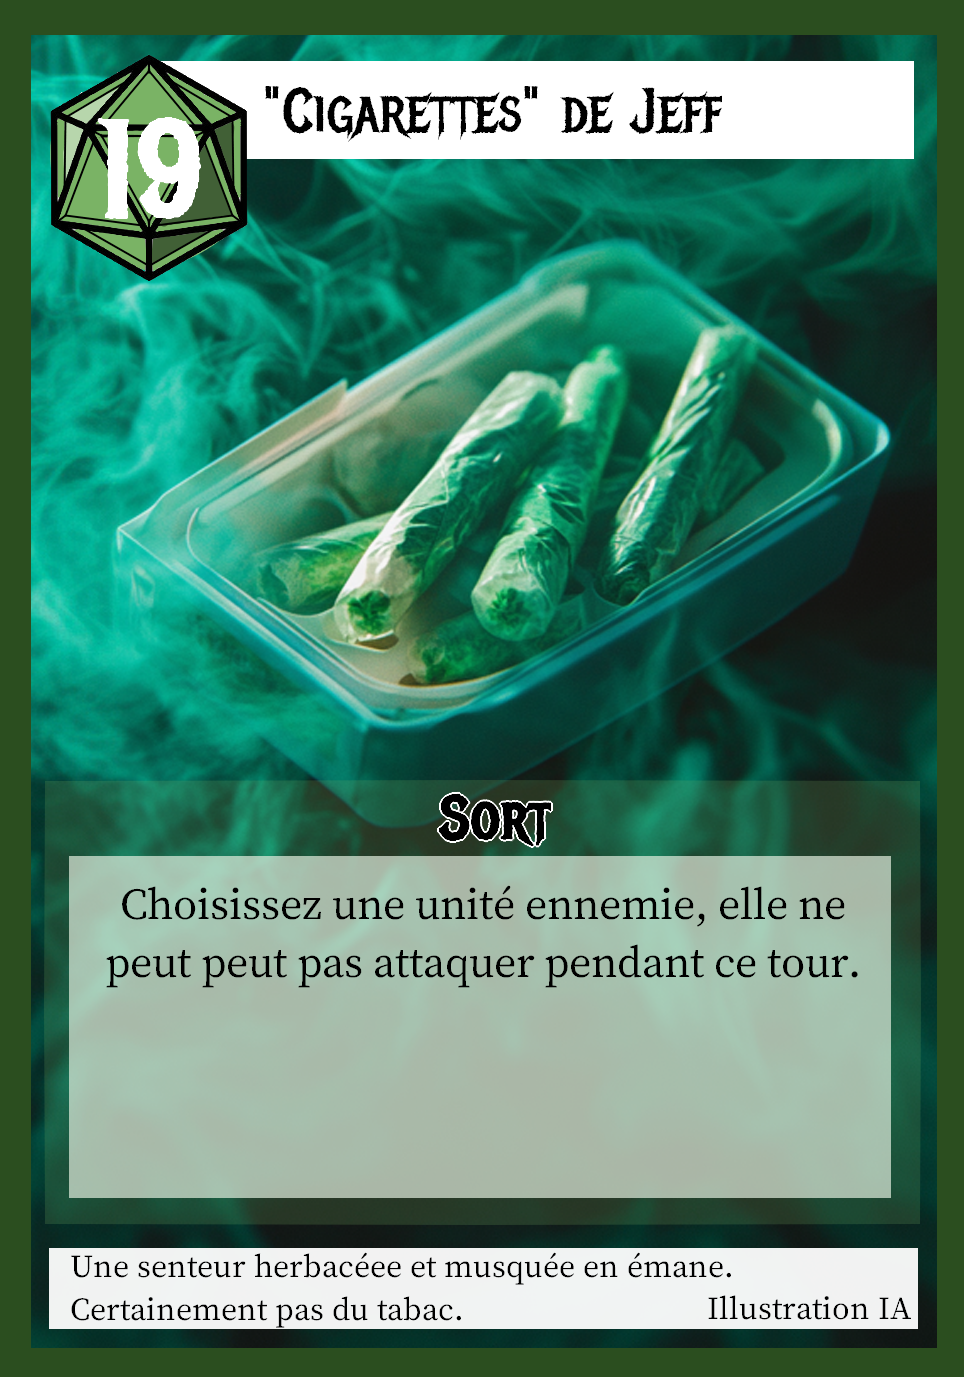 19
"Cigarettes" de Jeff
Sort
Choisissez une unité ennemie, elle ne
peut peut pas attaquer pendant ce tour.
Une senteur herbacéee et musquée en émane.
Certainement pas du tabac.
Illustration IA